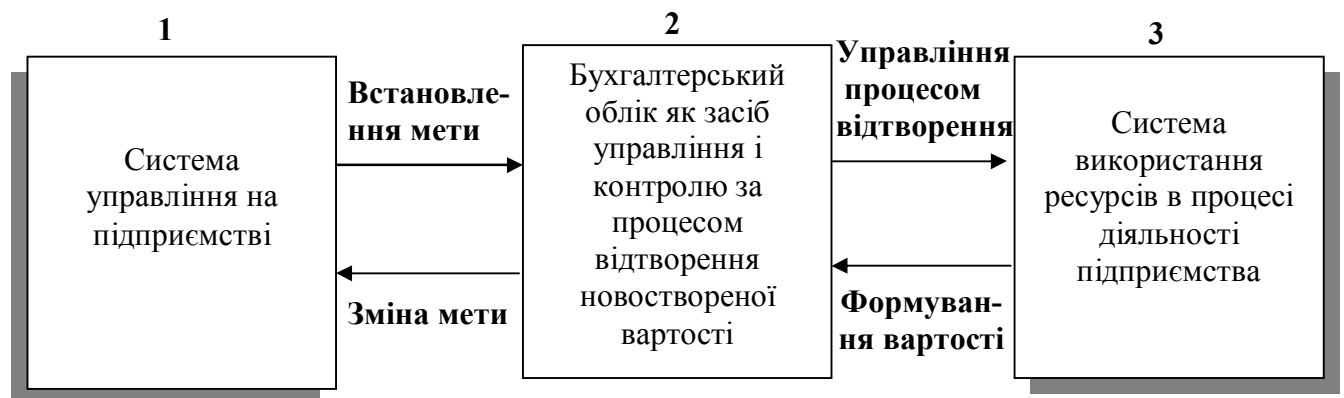 1
Система
управління на
підприємстві
Встановле-
ння мети
Зміна мети
2
Бухгалтерський
облік як засіб
управління і
контролю за
процесом
відтворення
новоствореної
вартості
Управління
процесом
відтворення
Формуван-
ня вартості
3
Система
використання
ресурсів в процесі
діяльності
підприємства